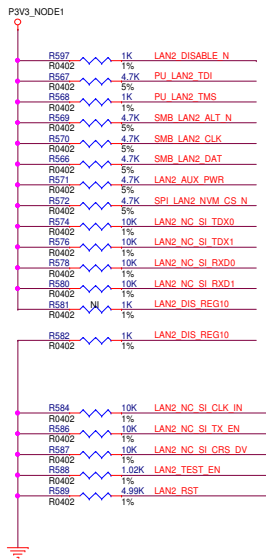 P3V3_NODE1
R597 1K LAN2_DISABLE_N
R0402 1%
R567 4.7K PU_LAN2_TDI
R0402 5%
R568 1K PU_LAN2_TMS
R0402 1%
R569 4.7K SMB_LAN2_ALT_N
R0402 5%
R570 4.7K SMB_LAN2_CLK
R0402 5%
R566 4.7K SMB_LAN2_DAT
R0402 5%
R571 4.7K LAN2_AUX_PWR
R0402 5%
R572 4.7K SPI_LAN2_NVM_CS_N
R0402 5%
R574 10K LAN2_NC_SI_TDX0
R0402 1%
R576 10K LAN2_NC_SI_TDX1
R0402 1%
R578 10K LAN2_NC_SI_RXD0
R0402 1%
R580 10K LAN2_NC_SI_RXD1
R0402 1%
R581 NI 1K LAN2_DIS_REG10
R0402 1%
R582 1K LAN2_DIS_REG10
R0402 1%
R584 10K LAN2_NC_SI_CLK_IN
R0402 1%
R586 10K LAN2_NC_SI_TX_EN
R0402 1%
R587 10K LAN2_NC_SI_CRS_DV
R0402 1%
R588 1.02K LAN2_TEST_EN
R0402 1%
R589 4.99K LAN2_RST
R0402 1%